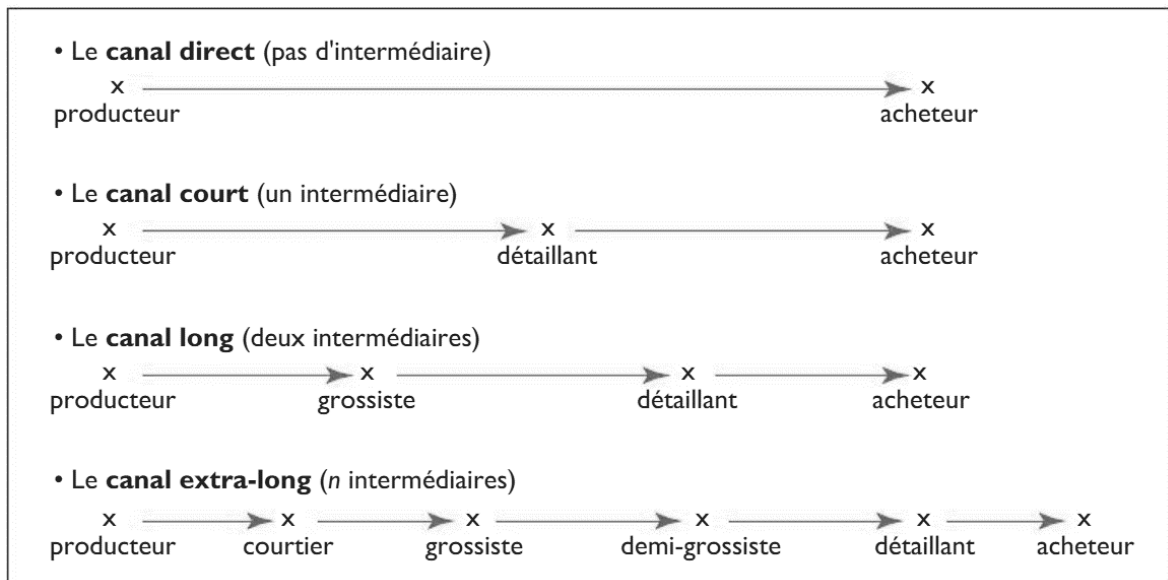 • Le canal direct (pas d'intermédiaire)
x x
producteur acheteur
• Le canal court (un intermédiaire)
x x x
producteur détaillant acheteur
• Le canal long (deux intermédiaires)
x x x x
producteur grossiste détaillant acheteur
• Le canal extra-long (n intermédiaires)
x x x x x x
producteur courtier grossiste demi-grossiste détaillant acheteur